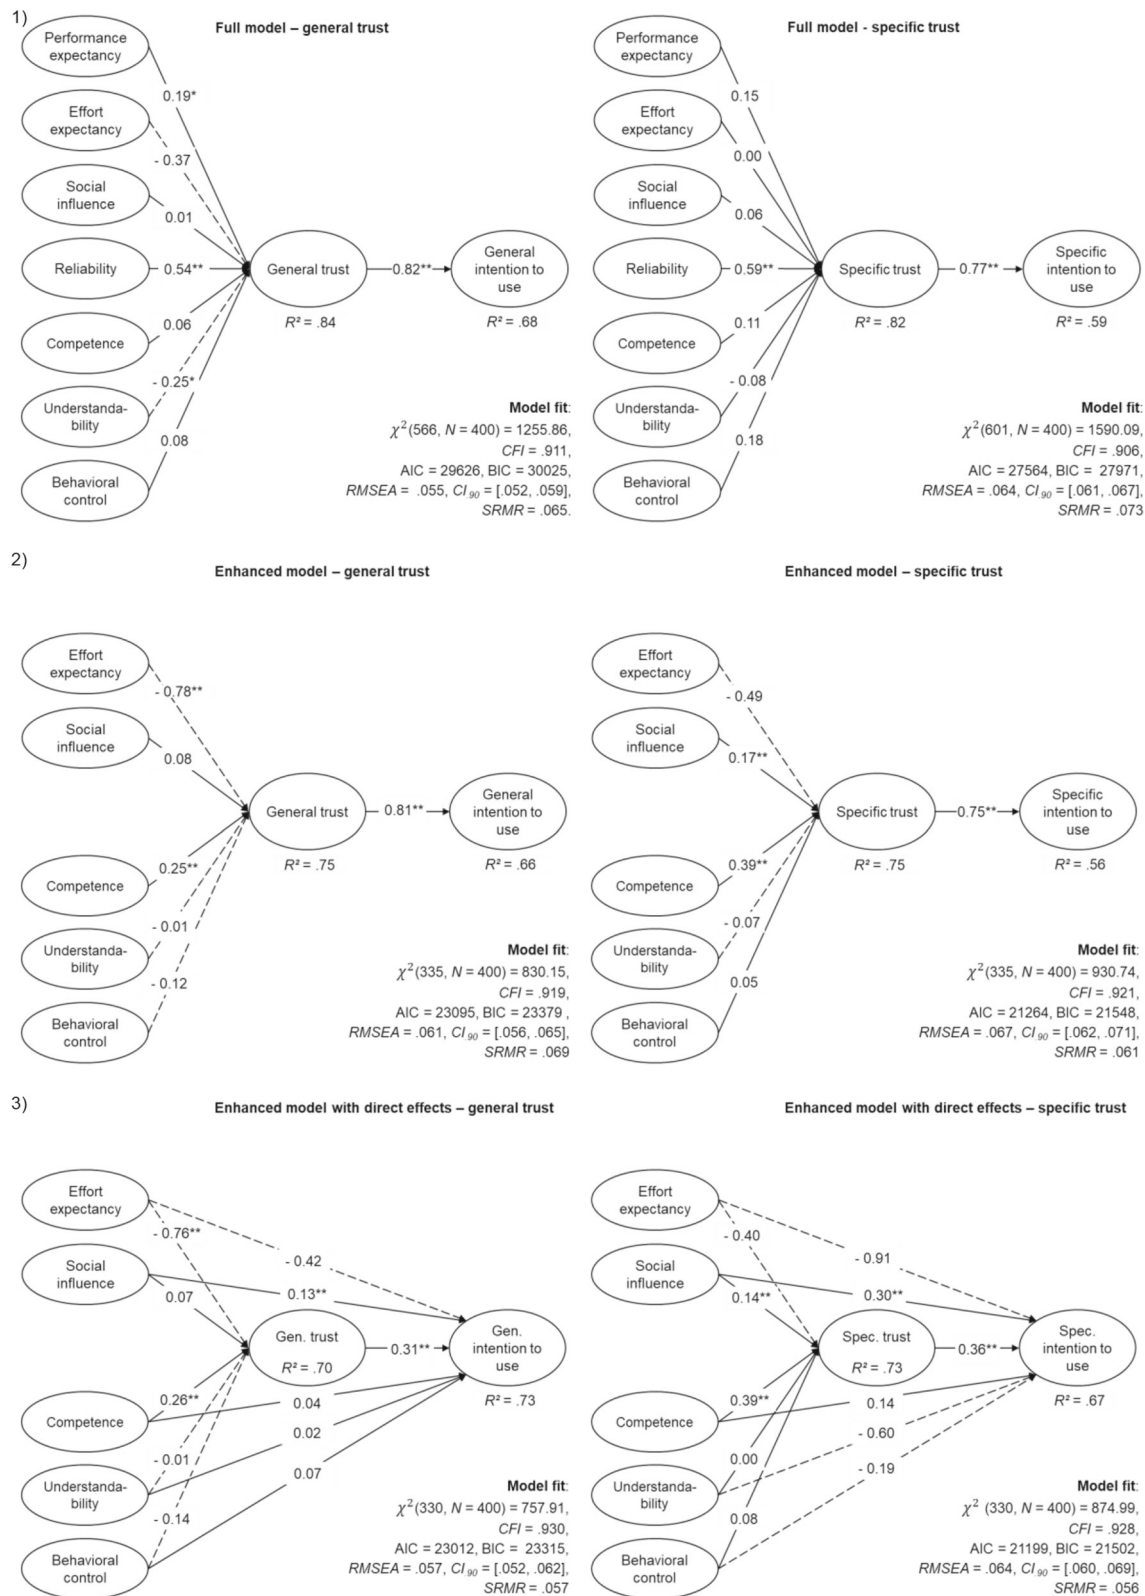 1)
Full model – general trust
Performance
expectancy
Effort
expectancy
Social
influence
Reliability
Competence
Understanda-
bility
Behavioral
control
0.19*
- 0.37
0.01
0.54**
0.06
- 0.25*
0.08
General trust
R² = .84
0.82**
General
intention to
use
R² = .68
Model fit:
χ²(566, N = 400) = 1255.86,
CFI = .911,
AIC = 29626, BIC = 30025,
RMSEA = .055, CI₉₀ = [.052, .059],
SRMR = .065.
Full model - specific trust
Performance
expectancy
Effort
expectancy
Social
influence
Reliability
Competence
Understanda-
bility
Behavioral
control
0.15
0.00
0.06
0.59**
0.11
- 0.08
0.18
Specific trust
R² = .82
0.77**
Specific
intention to
use
R² = .59
Model fit:
χ²(601, N = 400) = 1590.09,
CFI = .906,
AIC = 27564, BIC = 27971,
RMSEA = .064, CI₉₀ = [.061, .067],
SRMR = .073
2)
Enhanced model – general trust
Effort
expectancy
Social
influence
Competence
Understanda-
bility
Behavioral
control
- 0.78**
0.08
0.25**
- 0.01
- 0.12
General trust
R² = .75
0.81**
General
intention to
use
R² = .66
Model fit:
χ²(335, N = 400) = 830.15,
CFI = .919,
AIC = 23095, BIC = 23379 ,
RMSEA = .061, CI₉₀ = [.056, .065],
SRMR = .069
Enhanced model – specific trust
Effort
expectancy
Social
influence
Competence
Understanda-
bility
Behavioral
control
- 0.49
0.17**
0.39**
- 0.07
0.05
Specific trust
R² = .75
0.75**
Specific
intention to
use
R² = .56
Model fit:
χ²(335, N = 400) = 930.74,
CFI = .921,
AIC = 21264, BIC = 21548,
RMSEA = .067, CI₉₀ = [.062, .071],
SRMR = .061
3)
Enhanced model with direct effects – general trust
Effort
expectancy
Social
influence
Competence
Understanda-
bility
Behavioral
control
- 0.76**
- 0.42
0.13**
0.07
0.26**
0.04
0.02
- 0.01
0.07
- 0.14
Gen. trust
R² = .70
0.31**
Gen.
intention to
use
R² = .73
Model fit:
χ²(330, N = 400) = 757.91,
CFI = .930,
AIC = 23012, BIC = 23315,
RMSEA = .057, CI₉₀ = [.052, .062],
SRMR = .057
Enhanced model with direct effects – specific trust
Effort
expectancy
Social
influence
Competence
Understanda-
bility
Behavioral
control
- 0.40
- 0.91
0.30**
0.14**
0.39**
0.14
- 0.60
0.00
- 0.19
0.08
Spec. trust
R² = .73
0.36**
Spec.
intention to
use
R² = .67
Model fit:
χ² (330, N = 400) = 874.99,
CFI = .928,
AIC = 21199, BIC = 21502,
RMSEA = .064, CI₉₀ = [.060, .069],
SRMR = .056